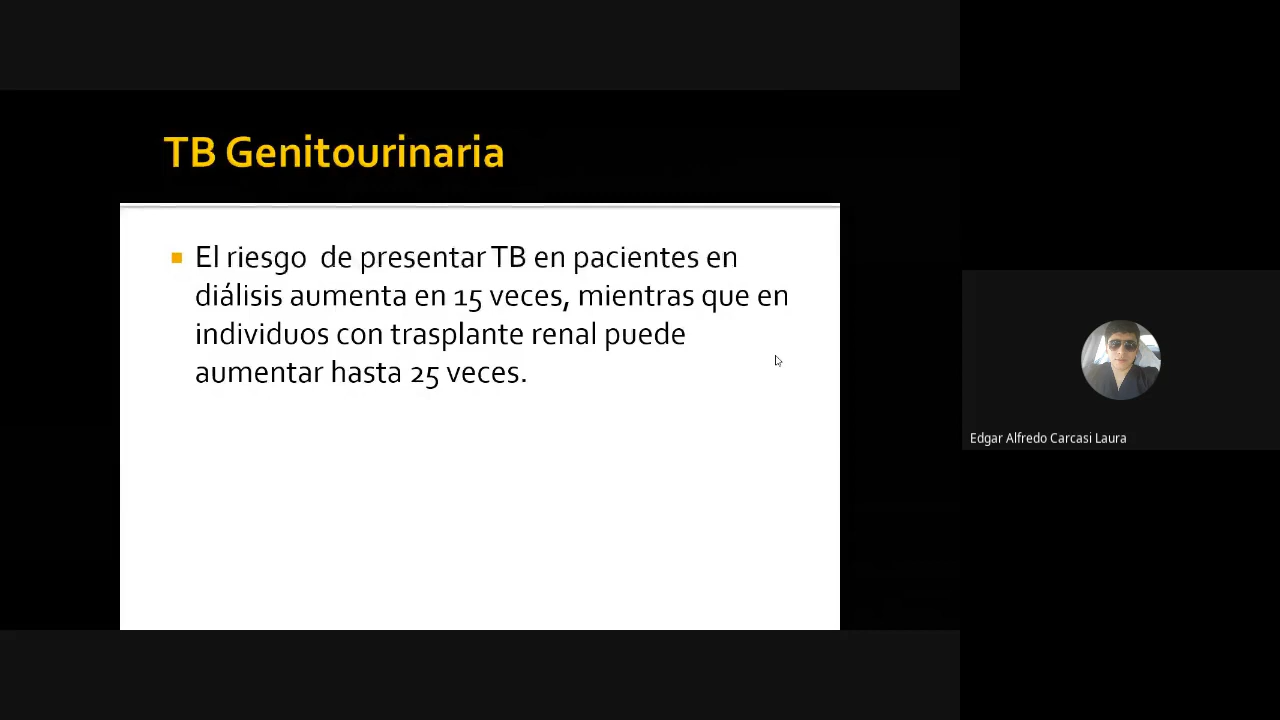 TB Genitourinaria
El riesgo de presentar TB en pacientes en
diálisis aumenta en 15 veces, mientras que en
individuos con trasplante renal puede
aumentar hasta 25 veces.
Edgar Alfredo Carcasi Laura